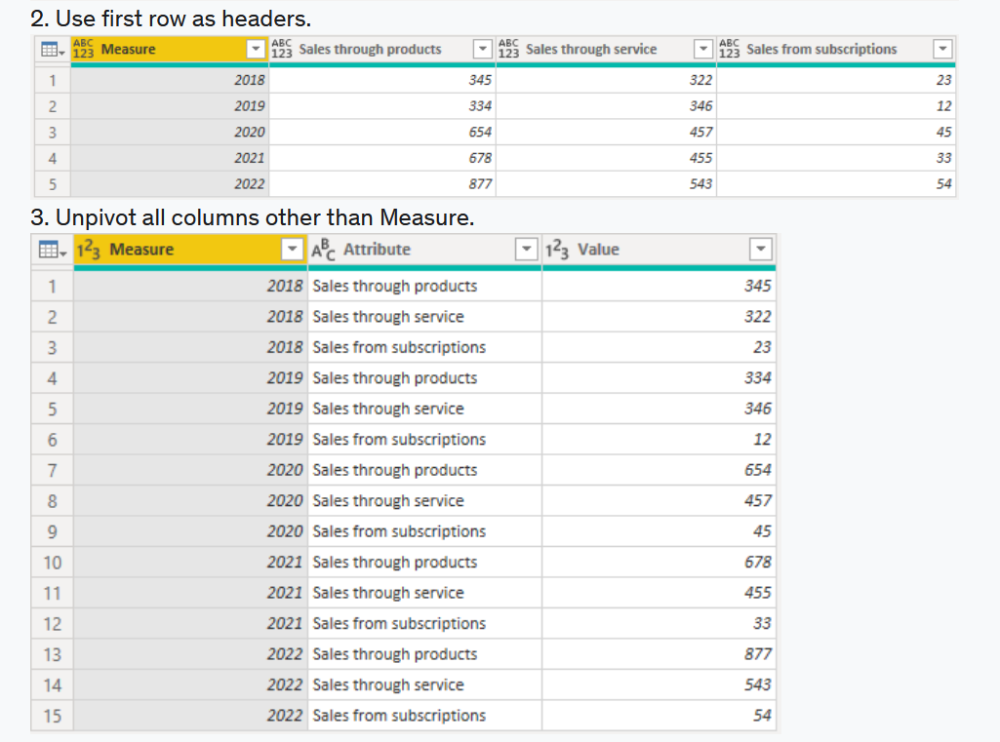 2. Use first row as headers.
ABC 123 Measure ABC 123 Sales through products ABC 123 Sales through service ABC 123 Sales from subscriptions
1 2018 345 322 23
2 2019 334 346 12
3 2020 654 457 45
4 2021 678 455 33
5 2022 877 543 54
3. Unpivot all columns other than Measure.
123 Measure ABC Attribute 123 Value
1 2018 Sales through products 345
2 2018 Sales through service 322
3 2018 Sales from subscriptions 23
4 2019 Sales through products 334
5 2019 Sales through service 346
6 2019 Sales from subscriptions 12
7 2020 Sales through products 654
8 2020 Sales through service 457
9 2020 Sales from subscriptions 45
10 2021 Sales through products 678
11 2021 Sales through service 455
12 2021 Sales from subscriptions 33
13 2022 Sales through products 877
14 2022 Sales through service 543
15 2022 Sales from subscriptions 54